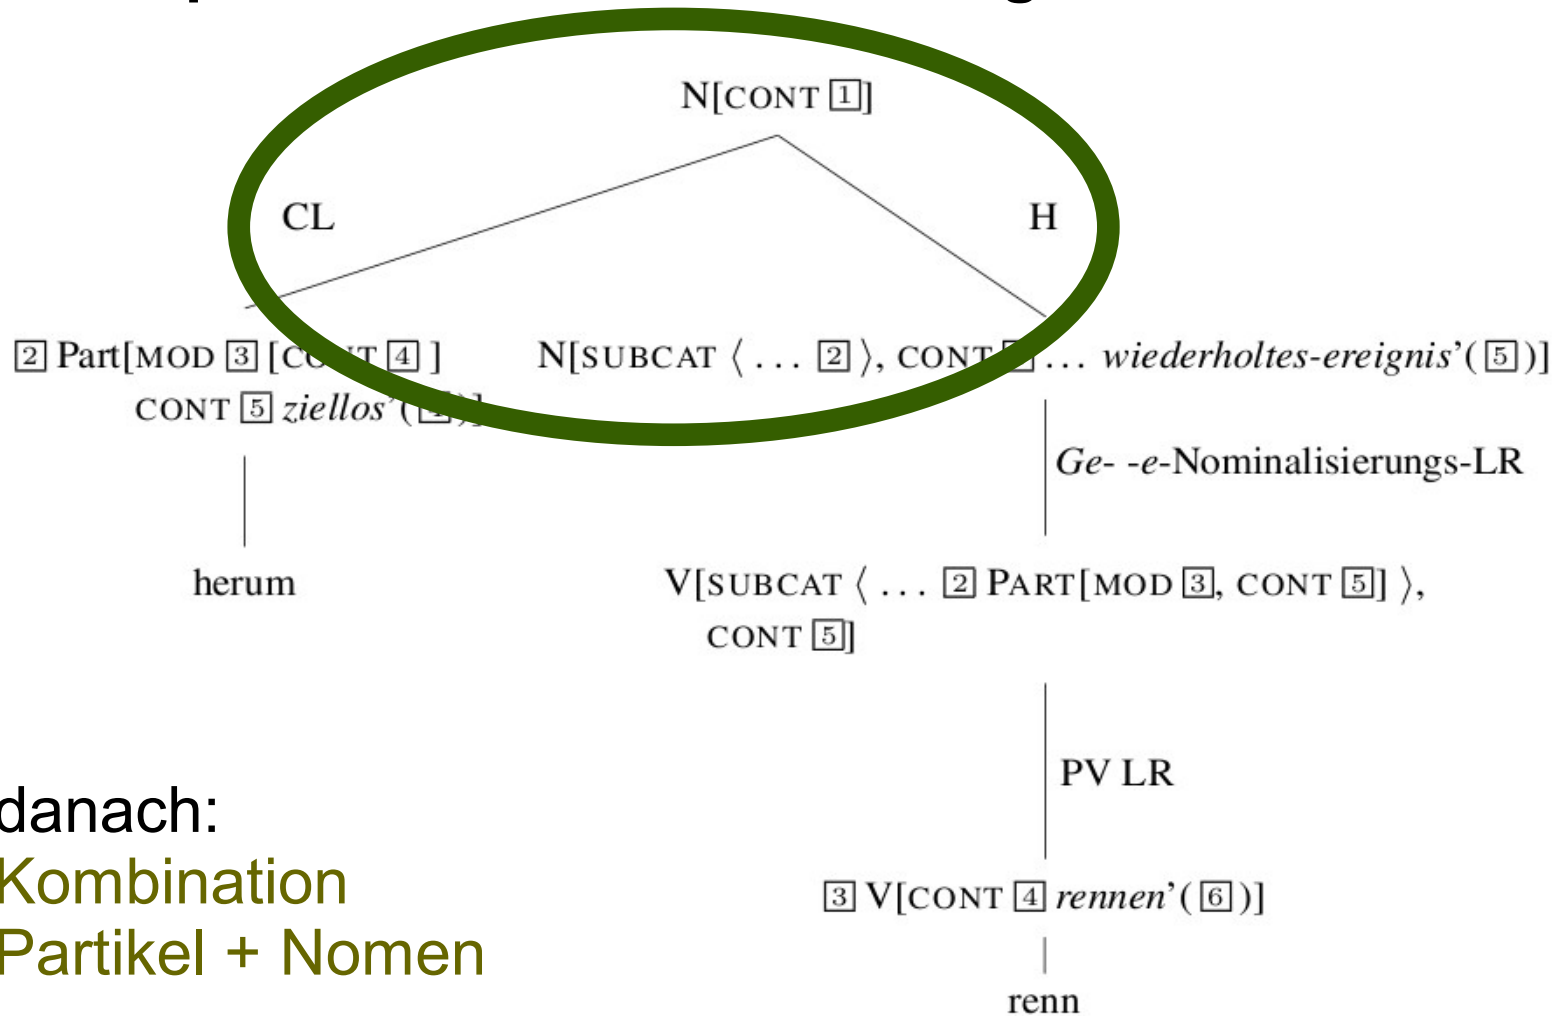 N[CONT 1]
CL
H
2 Part[MOD 3 [CONT 4 ]
CONT 5 ziellos’( )]
N[SUBCAT ⟨ ... 2 ⟩, CONT ... wiederholtes-ereignis’( 5 )]
Ge- -e-Nominalisierungs-LR
herum
V[SUBCAT ⟨ ... 2 PART[MOD 3, CONT 5] ⟩,
CONT 5]
PV LR
danach:
Kombination
Partikel + Nomen
3 V[CONT 4 rennen’( 6 )]
renn